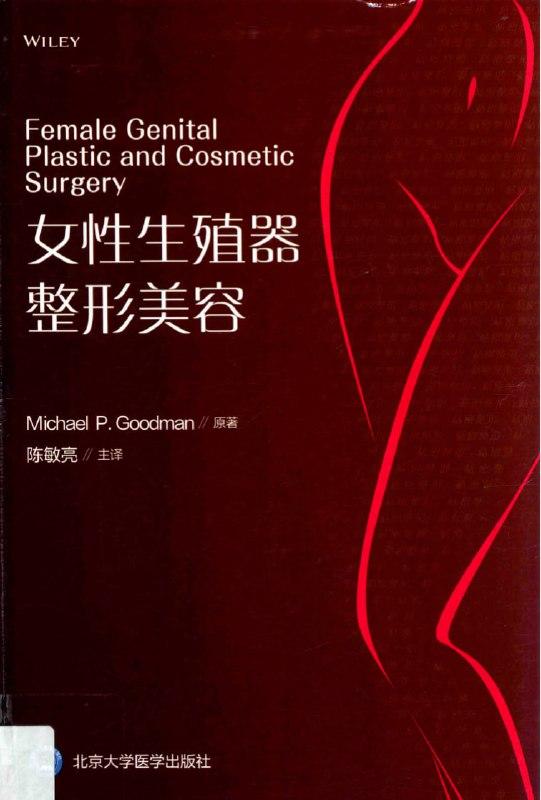 WILEY
Female Genital
Plastic and Cosmetic
Surgery
女性生殖器
整形美容
Michael P. Goodman // 原著
陈敏亮 // 主译
北京大学医学出版社